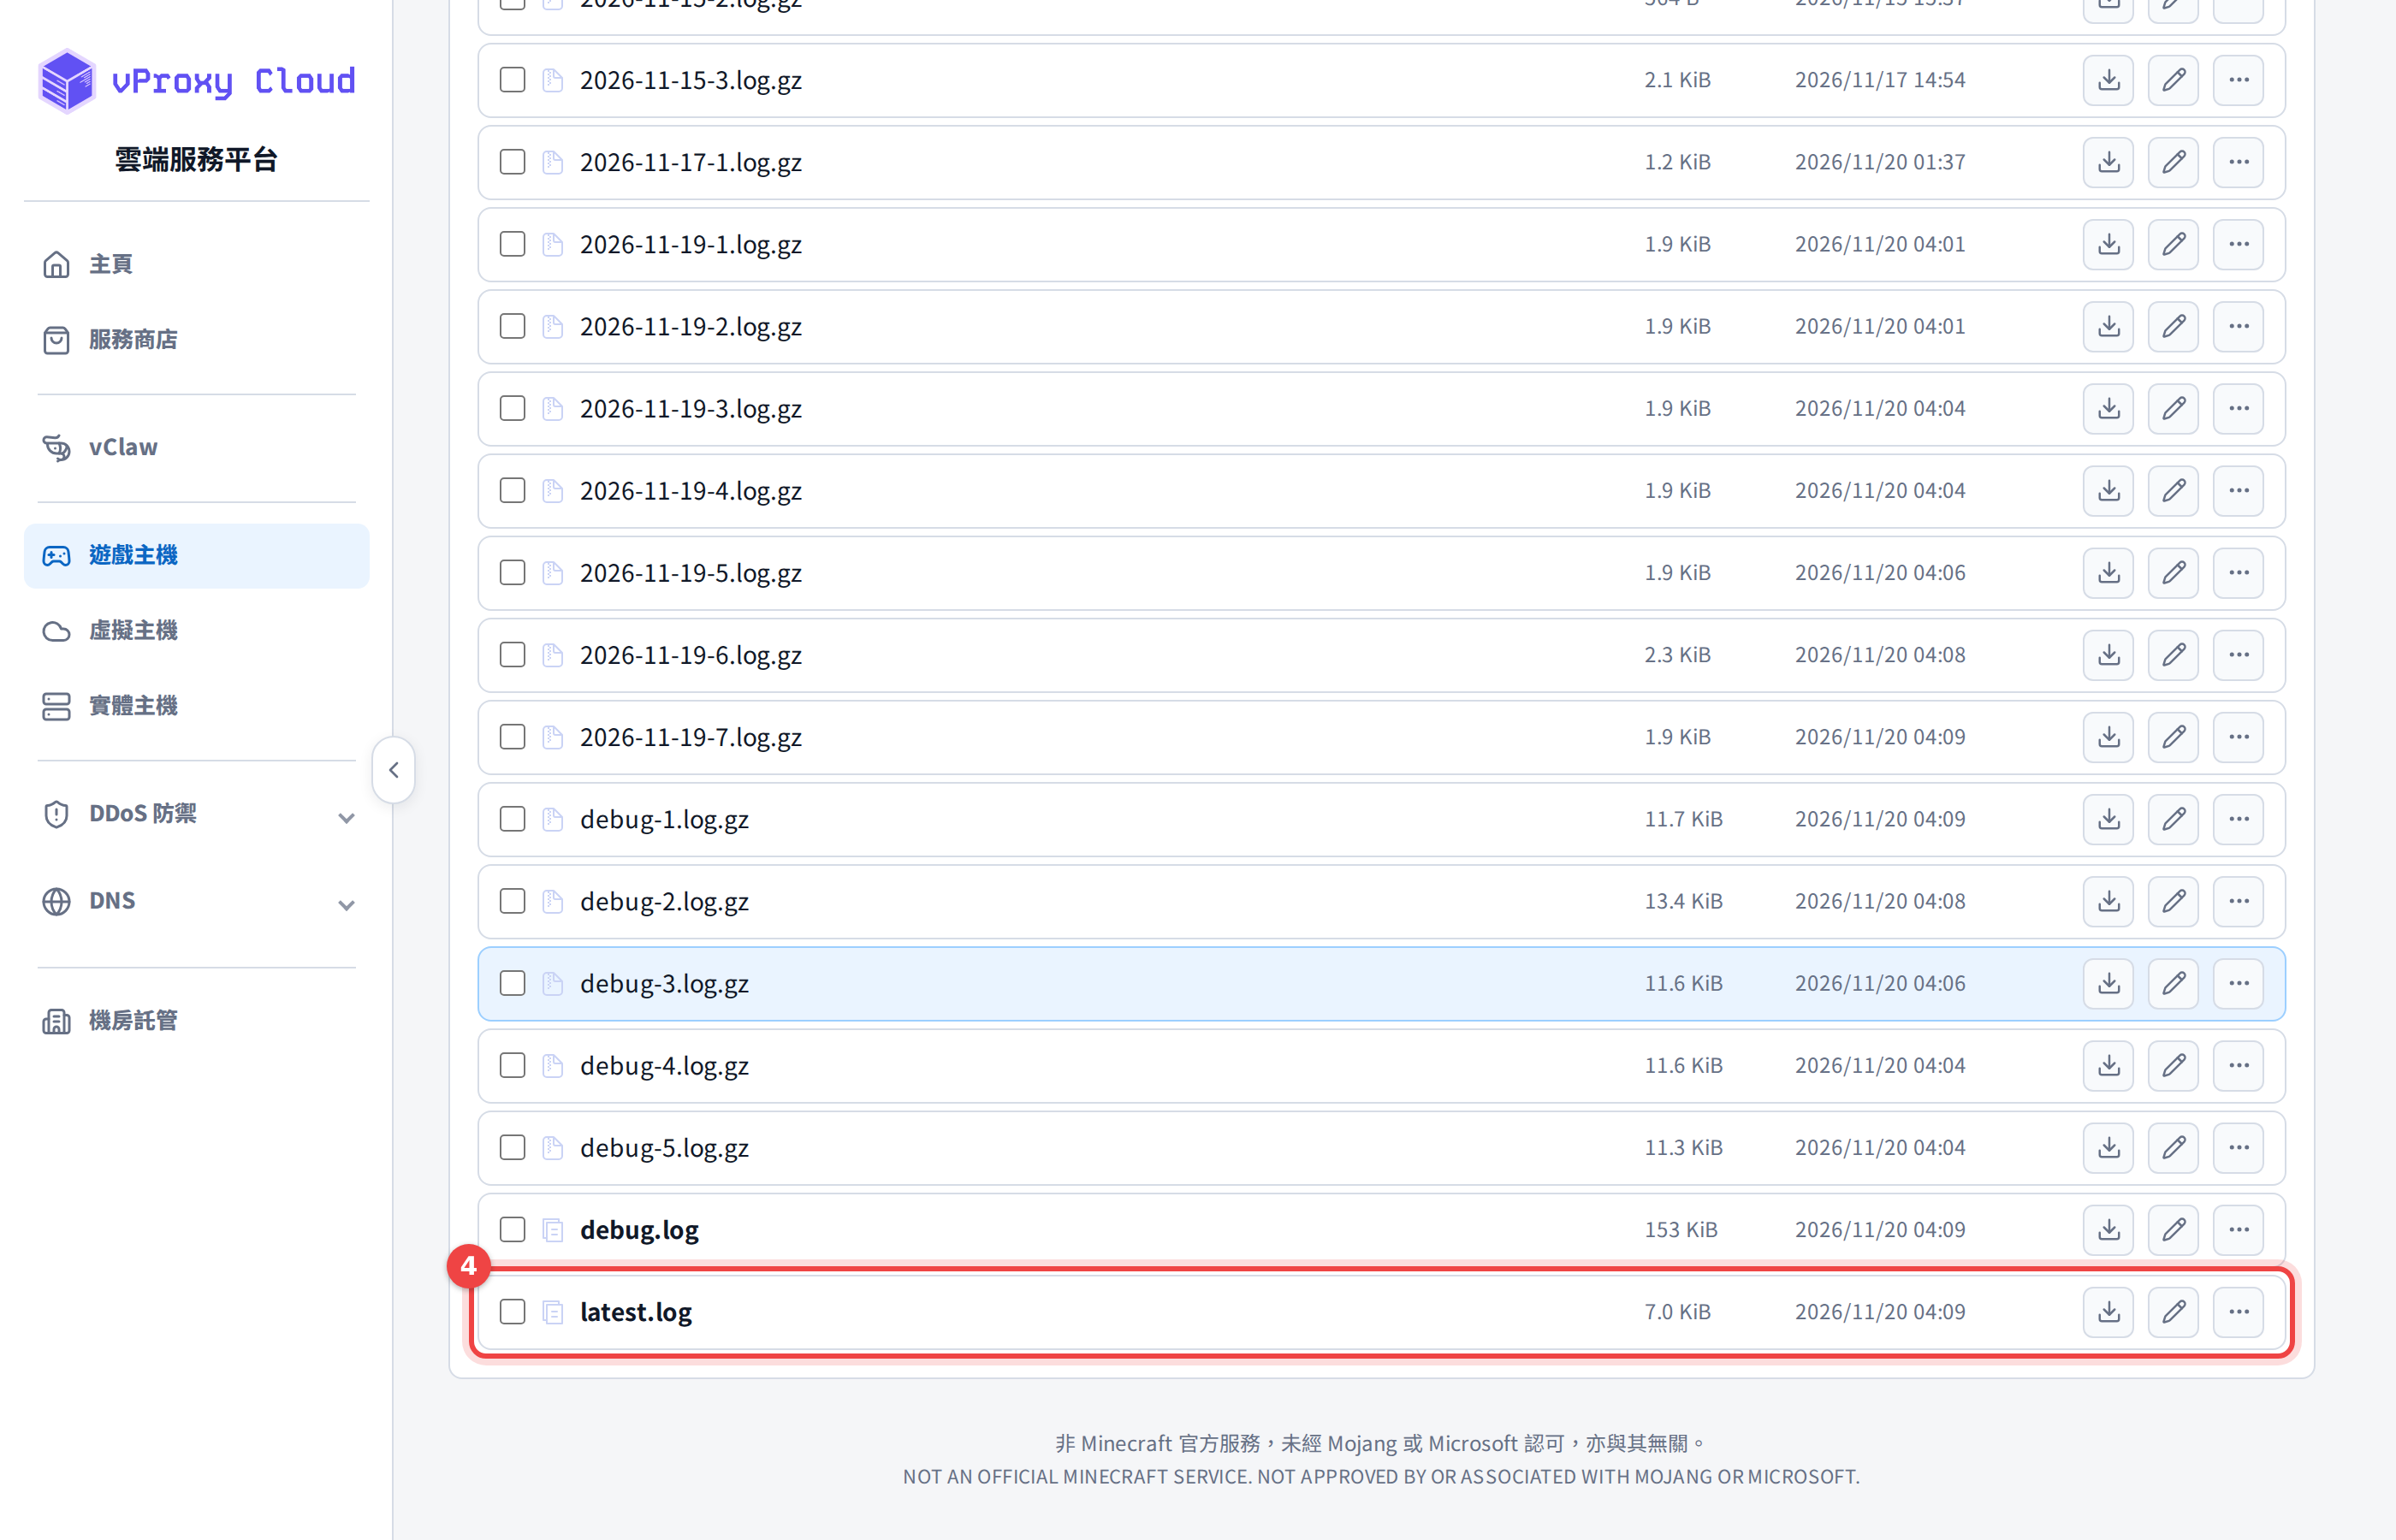 vProxy Cloud
雲端服務平台
主頁
服務商店
vClaw
遊戲主機
虛擬主機
實體主機
DDoS 防禦
DNS
機房託管
2026-11-15-3.log.gz 2.1 KiB 2026/11/17 14:54
2026-11-17-1.log.gz 1.2 KiB 2026/11/20 01:37
2026-11-19-1.log.gz 1.9 KiB 2026/11/20 04:01
2026-11-19-2.log.gz 1.9 KiB 2026/11/20 04:01
2026-11-19-3.log.gz 1.9 KiB 2026/11/20 04:04
2026-11-19-4.log.gz 1.9 KiB 2026/11/20 04:04
2026-11-19-5.log.gz 1.9 KiB 2026/11/20 04:06
2026-11-19-6.log.gz 2.3 KiB 2026/11/20 04:08
2026-11-19-7.log.gz 1.9 KiB 2026/11/20 04:09
debug-1.log.gz 11.7 KiB 2026/11/20 04:09
debug-2.log.gz 13.4 KiB 2026/11/20 04:08
debug-3.log.gz 11.6 KiB 2026/11/20 04:06
debug-4.log.gz 11.6 KiB 2026/11/20 04:04
debug-5.log.gz 11.3 KiB 2026/11/20 04:04
debug.log 153 KiB 2026/11/20 04:09
4
latest.log 7.0 KiB 2026/11/20 04:09
非 Minecraft 官方服務，未經 Mojang 或 Microsoft 認可，亦與其無關。
NOT AN OFFICIAL MINECRAFT SERVICE. NOT APPROVED BY OR ASSOCIATED WITH MOJANG OR MICROSOFT.